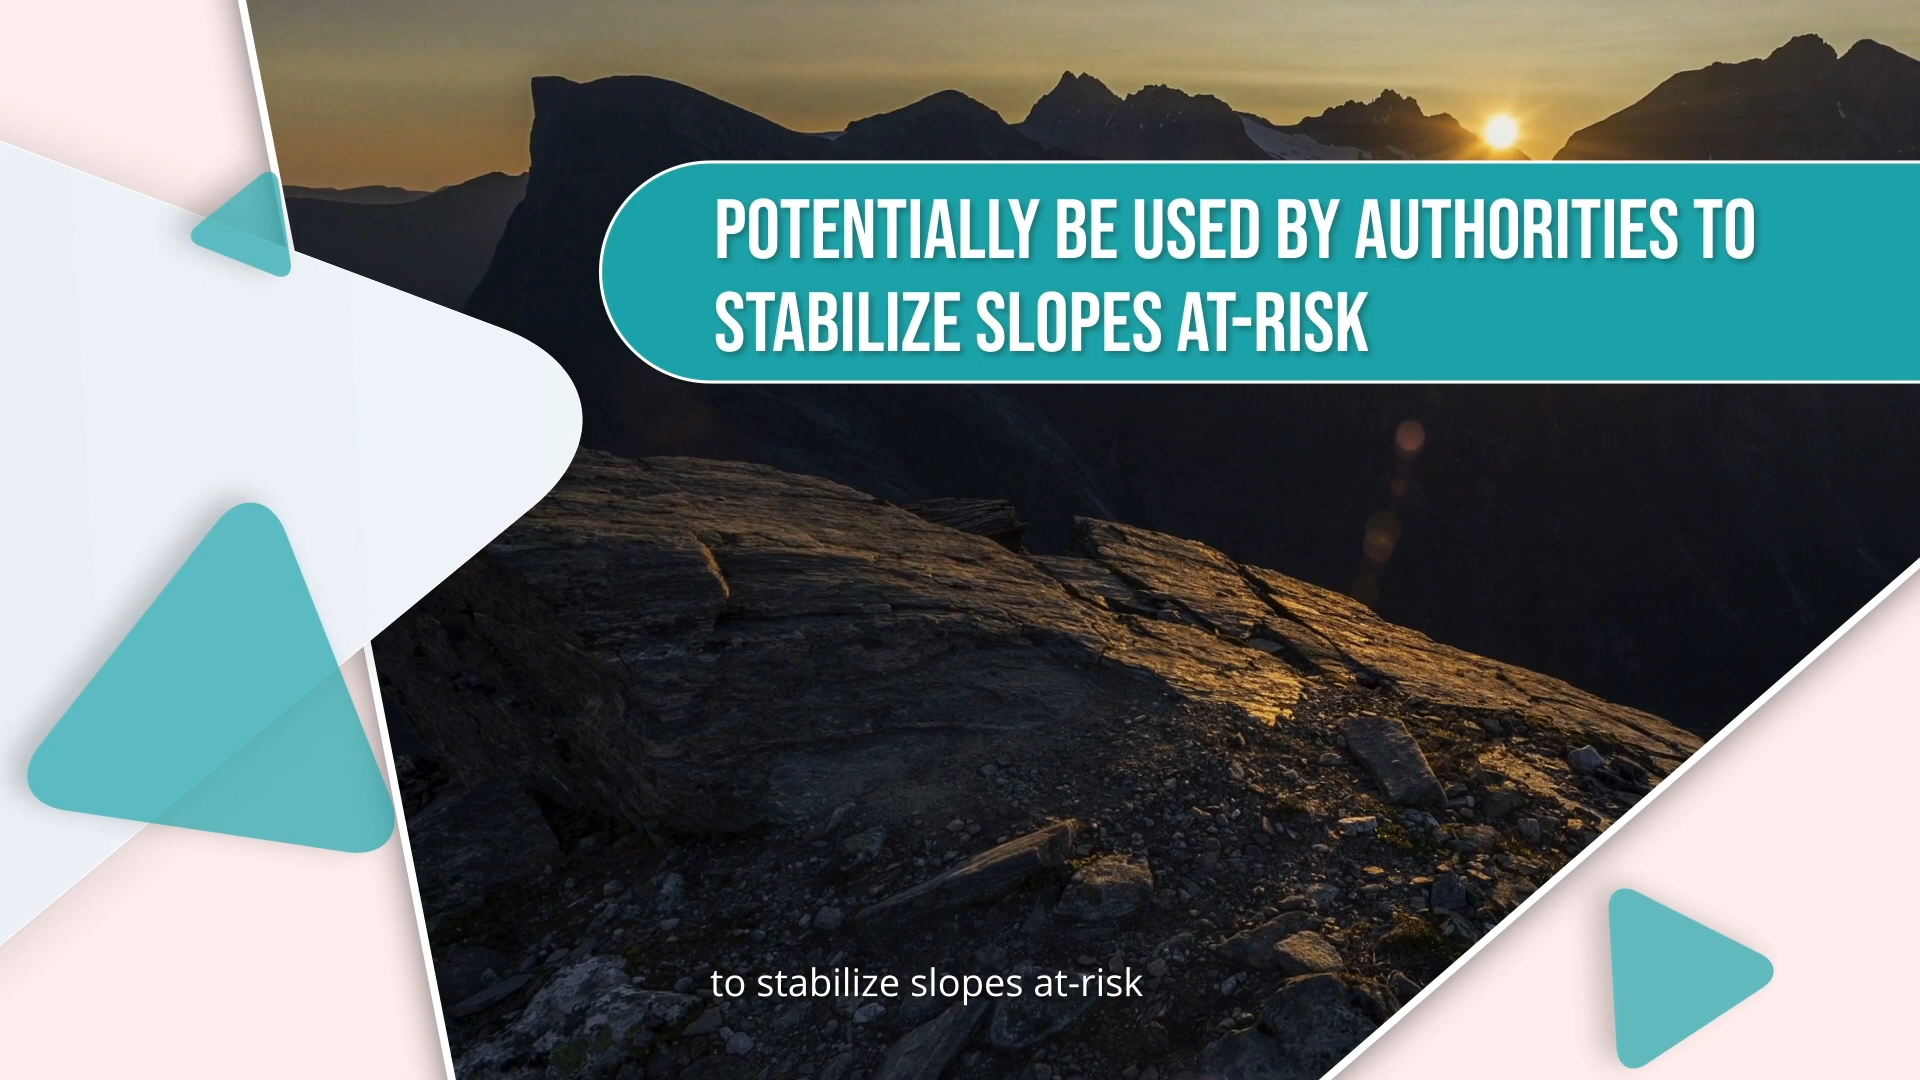 POTENTIALLY BE USED BY AUTHORITIES TO
STABILIZE SLOPES AT-RISK
to stabilize slopes at-risk